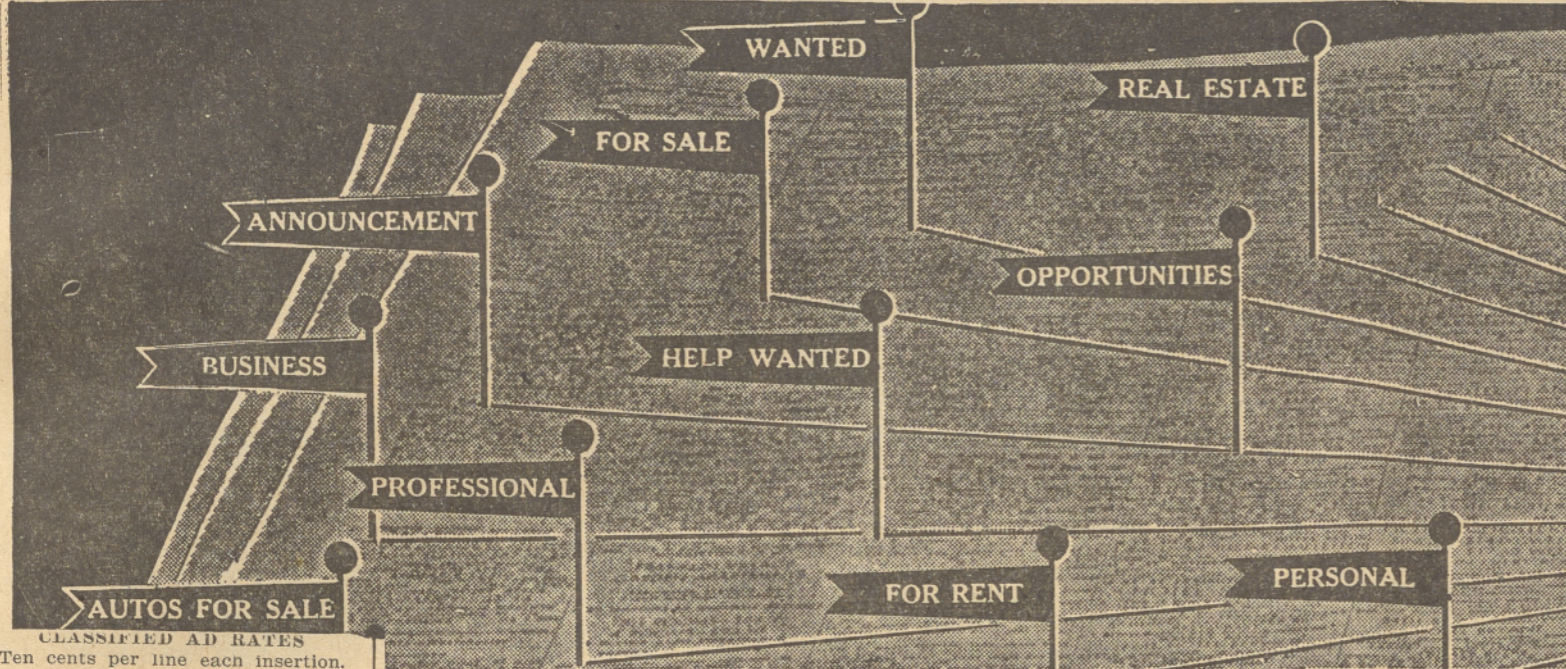 WANTED
REAL ESTATE
FOR SALE
ANNOUNCEMENT
OPPORTUNITIES
BUSINESS
HELP WANTED
PROFESSIONAL
AUTOS FOR SALE
FOR RENT
PERSONAL
CLASSIFIED AD RATES
Ten cents per line each insertion.